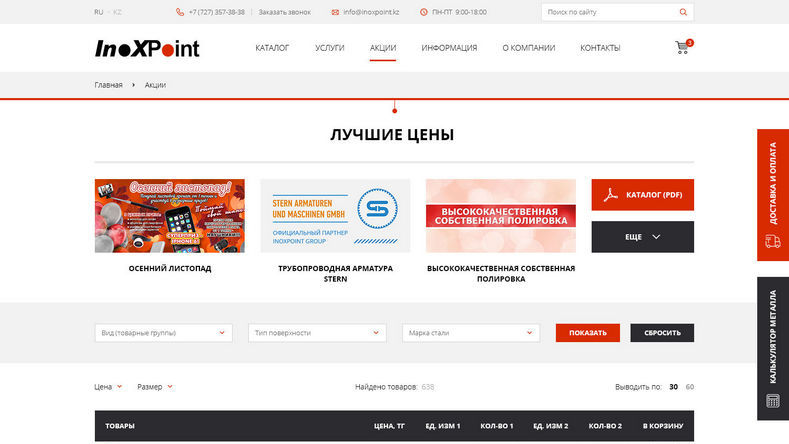 RU KZ +7 (727) 357-38-38 Заказать звонок info@inoxpoint.kz ПН-ПТ 9:00-18:00 Поиск по сайту
InoXPoint КАТАЛОГ УСЛУГИ АКЦИИ ИНФОРМАЦИЯ О КОМПАНИИ КОНТАКТЫ 3
Главная Акции
ЛУЧШИЕ ЦЕНЫ
Осенний листопад!
STERN ARMATUREN
UND MASCHINEN GMBH
ОФИЦИАЛЬНЫЙ ПАРТНЕР
INOXPOINT GROUP
ВЫСОКОКАЧЕСТВЕННАЯ
СОБСТВЕННАЯ ПОЛИРОВКА
КАТАЛОГ (PDF)
ЕЩЕ
ОСЕННИЙ ЛИСТОПАД
ТРУБОПРОВОДНАЯ АРМАТУРА
STERN
ВЫСОКОКАЧЕСТВЕННАЯ СОБСТВЕННАЯ
ПОЛИРОВКА
ДОСТАВКА И ОПЛАТА
КАЛЬКУЛЯТОР МЕТАЛЛА
Вид (товарные группы) Тип поверхности Марка стали ПОКАЗАТЬ СБРОСИТЬ
Цена Размер Найдено товаров: 638 Выводить по: 30 60
ТОВАРЫ ЦЕНА, ТГ ЕД. ИЗМ 1 КОЛ-ВО 1 ЕД. ИЗМ 2 КОЛ-ВО 2 В КОРЗИНУ